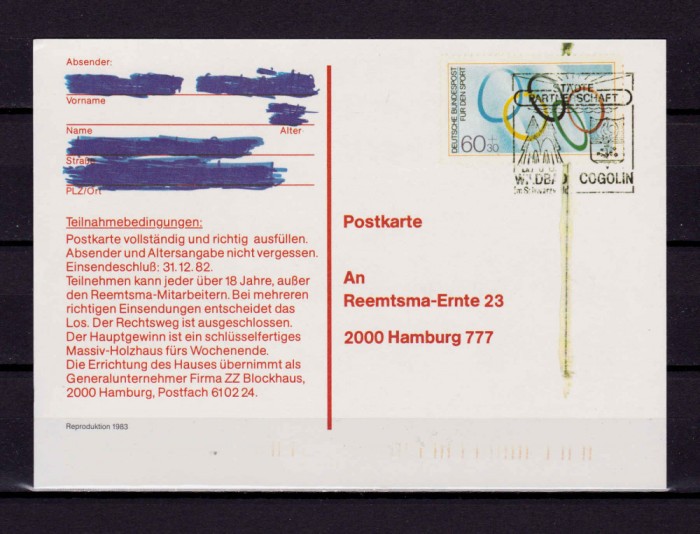 Absender:
Vorname
Name Alter
Straße
PLZ/Ort
Teilnahmebedingungen:
Postkarte vollständig und richtig ausfüllen.
Absender und Altersangabe nicht vergessen.
Einsendeschluß: 31.12.82.
Teilnehmen kann jeder über 18 Jahre, außer
den Reemtsma-Mitarbeitern. Bei mehreren
richtigen Einsendungen entscheidet das
Los. Der Rechtsweg ist ausgeschlossen.
Der Hauptgewinn ist ein schlüsselfertiges
Massiv-Holzhaus fürs Wochenende.
Die Errichtung des Hauses übernimmt als
Generalunternehmer Firma ZZ Blockhaus,
2000 Hamburg, Postfach 61 02 24.
Reproduktion 1983
DEUTSCHE BUNDESPOST
FÜR DEN SPORT
60+30
STÄDTE
PARTNERSCHAFT
WILDBAD COGOLIN
Postkarte
An
Reemtsma-Ernte 23
2000 Hamburg 777